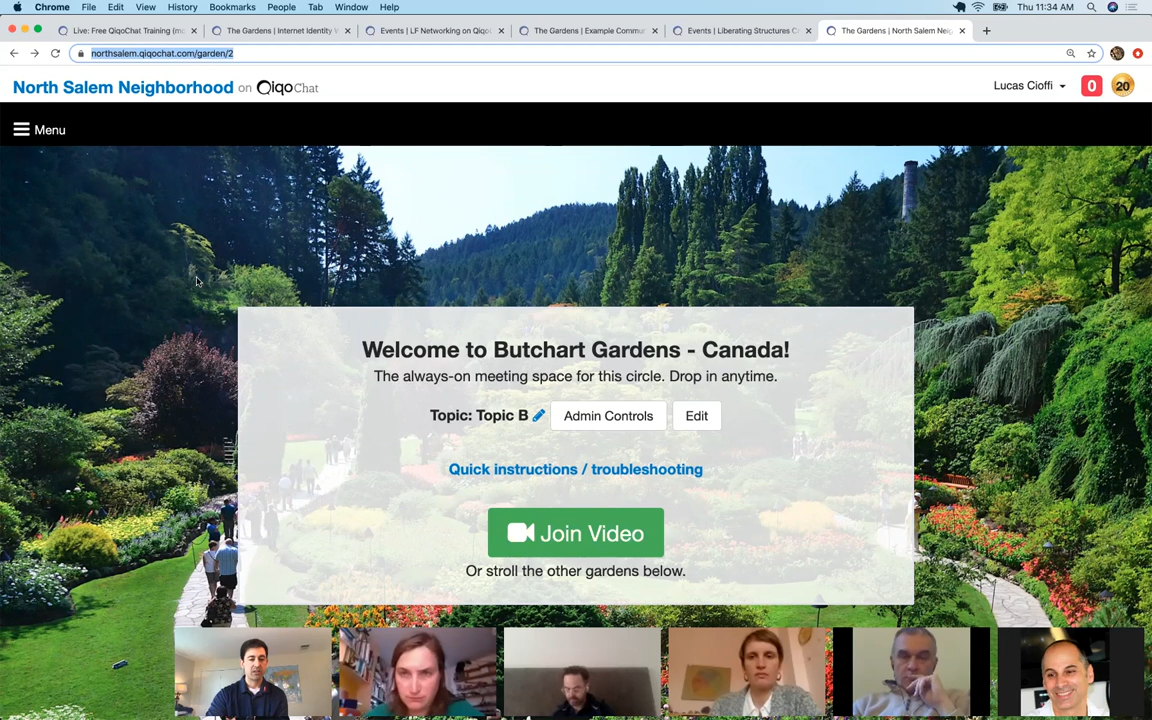 Chrome File Edit View History Bookmarks People Tab Window Help Thu 11:34 AM
Live: Free QiqoChat Training (m The Gardens | Internet Identity W Events | LF Networking on Qiqo The Gardens | Example Commu Events | Liberating Structures C The Gardens | North Salem Neig
northsalem.qiqochat.com/garden/2
North Salem Neighborhood on QiqoChat Lucas Cioffi 0 20
Menu
Welcome to Butchart Gardens - Canada!
The always-on meeting space for this circle. Drop in anytime.
Topic: Topic B Admin Controls Edit
Quick instructions / troubleshooting
Join Video
Or stroll the other gardens below.